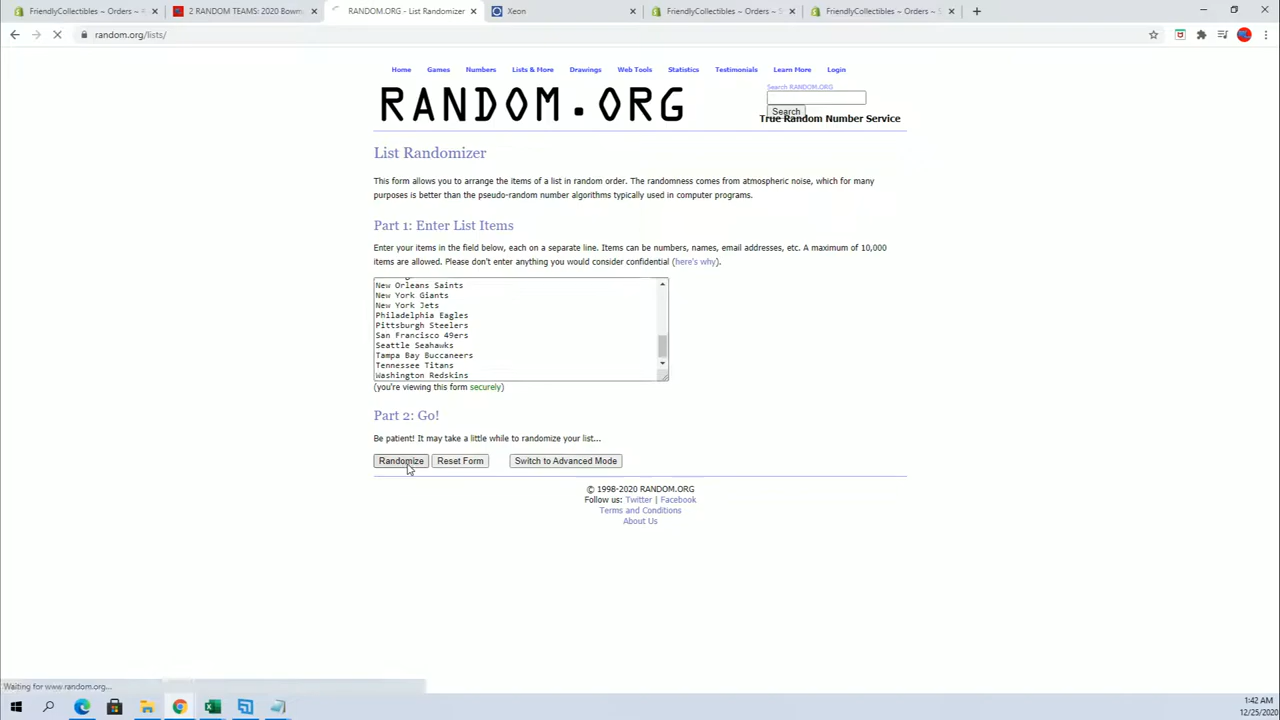 FriendlyCollectibles ~ Orders ~
2 RANDOM TEAMS: 2020 Bowm
RANDOM.ORG - List Randomizer
Xeon
FriendlyCollectibles ~ Orders ~ S
FriendlyCollectibles ~ Orders ~ S
random.org/lists/
Home Games Numbers Lists & More Drawings Web Tools Statistics Testimonials Learn More Login
RANDOM.ORG
Search RANDOM.ORG
Search
True Random Number Service
List Randomizer
This form allows you to arrange the items of a list in random order. The randomness comes from atmospheric noise, which for many
purposes is better than the pseudo-random number algorithms typically used in computer programs.
Part 1: Enter List Items
Enter your items in the field below, each on a separate line. Items can be numbers, names, email addresses, etc. A maximum of 10,000
items are allowed. Please don't enter anything you would consider confidential (here's why).
New Orleans Saints
New York Giants
New York Jets
Philadelphia Eagles
Pittsburgh Steelers
San Francisco 49ers
Seattle Seahawks
Tampa Bay Buccaneers
Tennessee Titans
Washington Redskins
(you're viewing this form securely)
Part 2: Go!
Be patient! It may take a little while to randomize your list...
Randomize Reset Form Switch to Advanced Mode
© 1998-2020 RANDOM.ORG
Follow us: Twitter | Facebook
Terms and Conditions
About Us
Waiting for www.random.org...
1:42 AM
12/25/2020